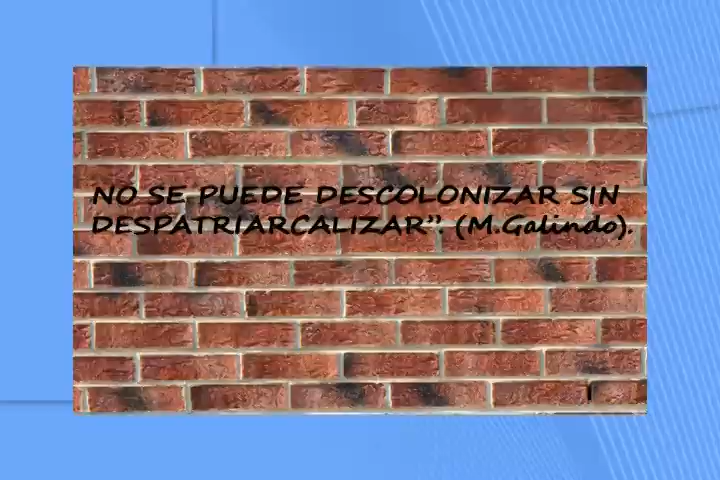 NO SE PUEDE DESCOLONIZAR SIN
DESPATRIARCALIZAR”. (M.Galindo).